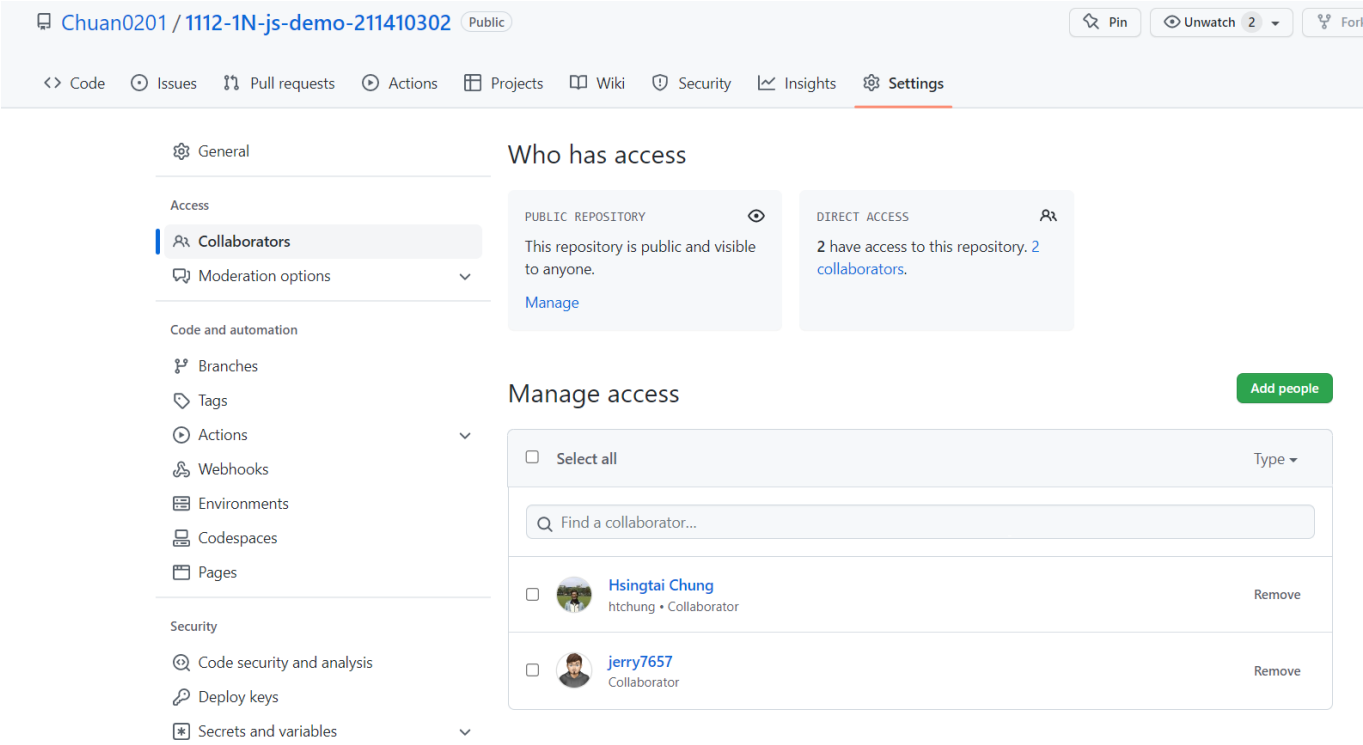 Chuan0201 / 1112-1N-js-demo-211410302 Public
Pin
Unwatch 2
Code
Issues
Pull requests
Actions
Projects
Wiki
Security
Insights
Settings
General
Access
Collaborators
Moderation options
Code and automation
Branches
Tags
Actions
Webhooks
Environments
Codespaces
Pages
Security
Code security and analysis
Deploy keys
Secrets and variables
Who has access
PUBLIC REPOSITORY
This repository is public and visible
to anyone.
Manage
DIRECT ACCESS
2 have access to this repository. 2
collaborators.
Manage access
Add people
Select all
Type
Find a collaborator...
Hsingtai Chung
htchung • Collaborator
Remove
jerry7657
Collaborator
Remove